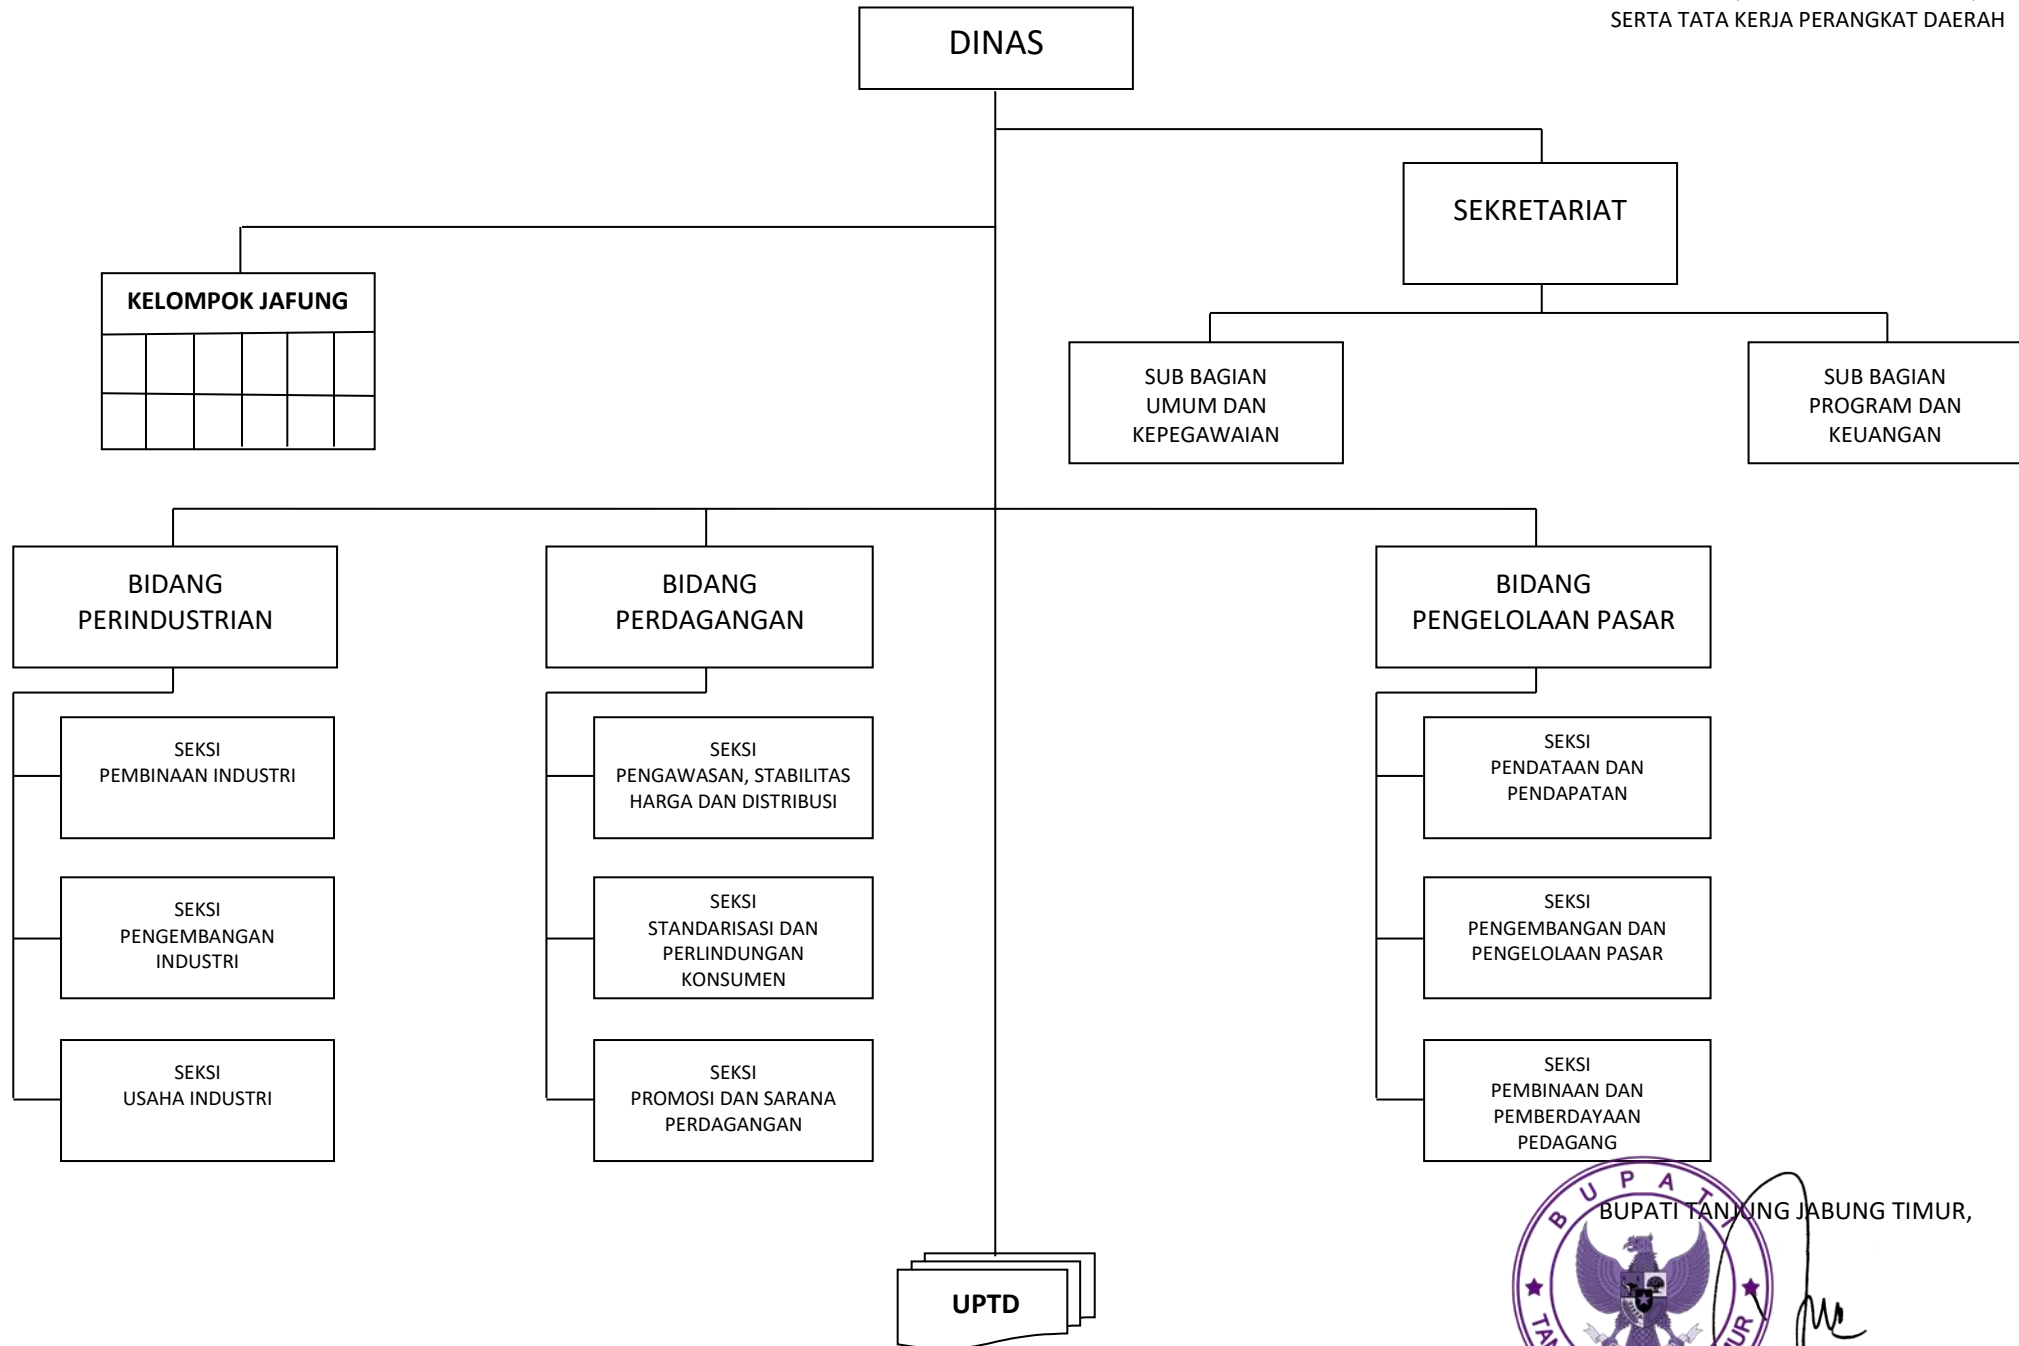 SERTA TATA KERJA PERANGKAT DAERAH
DINAS
SEKRETARIAT
KELOMPOK JAFUNG
SUB BAGIAN
UMUM DAN
KEPEGAWAIAN
SUB BAGIAN
PROGRAM DAN
KEUANGAN
BIDANG
PERINDUSTRIAN
BIDANG
PERDAGANGAN
BIDANG
PENGELOLAAN PASAR
SEKSI
PEMBINAAN INDUSTRI
SEKSI
PENGAWASAN, STABILITAS
HARGA DAN DISTRIBUSI
SEKSI
PENDATAAN DAN
PENDAPATAN
SEKSI
PENGEMBANGAN
INDUSTRI
SEKSI
STANDARISASI DAN
PERLINDUNGAN
KONSUMEN
SEKSI
PENGEMBANGAN DAN
PENGELOLAAN PASAR
SEKSI
USAHA INDUSTRI
SEKSI
PROMOSI DAN SARANA
PERDAGANGAN
SEKSI
PEMBINAAN DAN
PEMBERDAYAAN
PEDAGANG
BUPATI TANJUNG JABUNG TIMUR,
BUPATI
UPTD